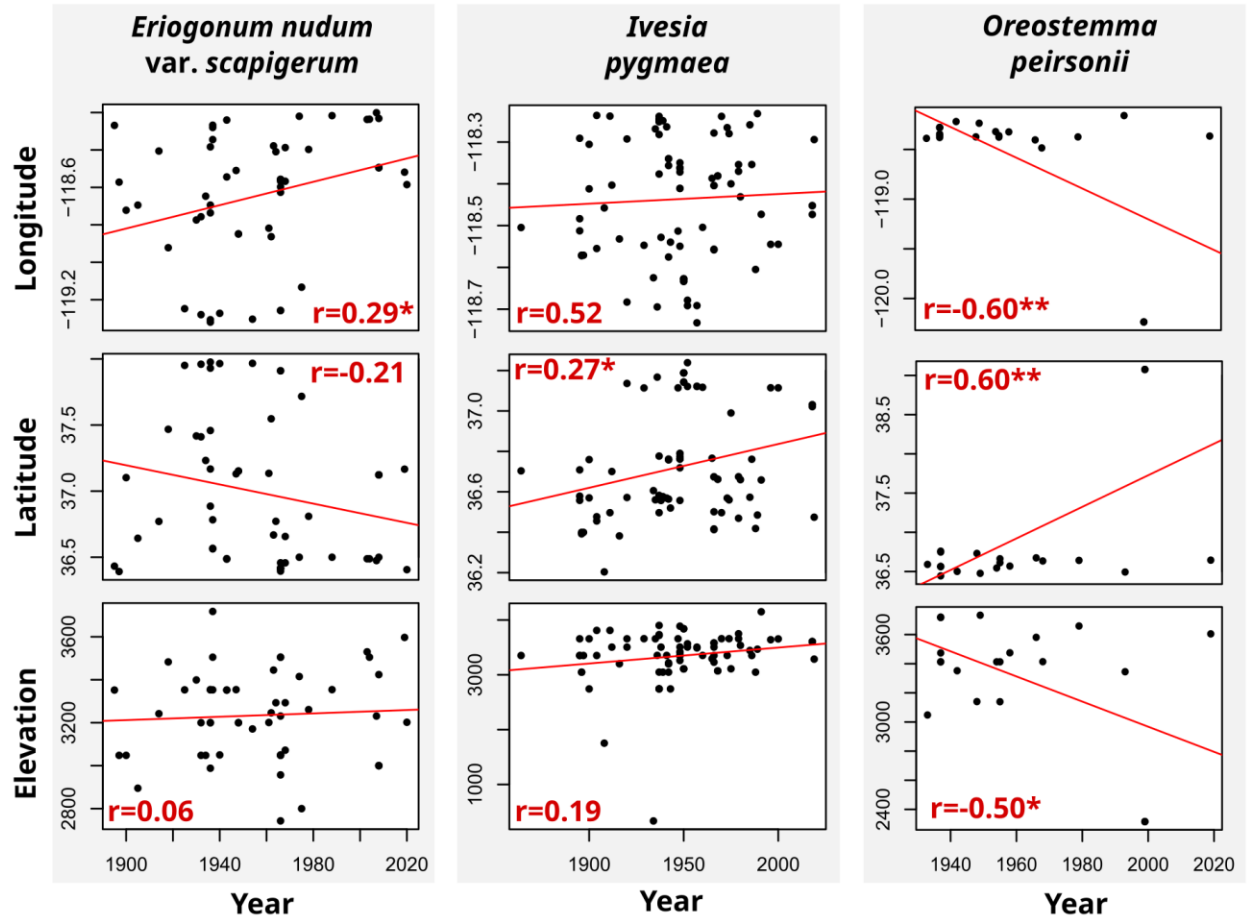 Eriogonum nudum
var. scapigerum
Ivesia
pygmaea
Oreostemma
peirsonii
Longitude
−118.6
−119.2
r=0.29*
−118.3
−118.5
−118.7
r=0.52
−119.0
−120.0
r=-0.60**
Latitude
37.5
37.0
36.5
r=-0.21
37.0
36.6
36.2
r=0.27*
38.5
37.5
36.5
r=0.60**
Elevation
3600
3200
2800
r=0.06
3000
1000
r=0.19
3600
3000
2400
r=-0.50*
1900 1940 1980 2020
1900 1950 2000
1940 1960 1980 2000 2020
Year
Year
Year